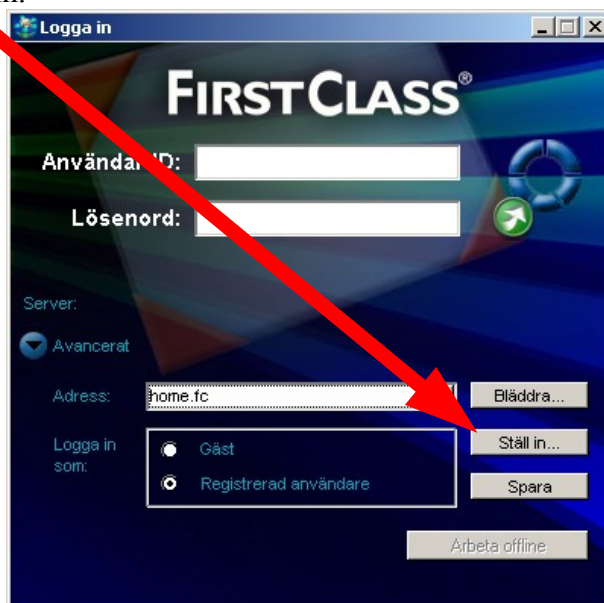 Logga in
FIRSTCLASS®
Lösenord:
Server:
Avancerat
Adress: home.fc Bläddra...
Logga in som: Gäst
Registrerad användare
Ställ in...
Spara
Arbeta offline